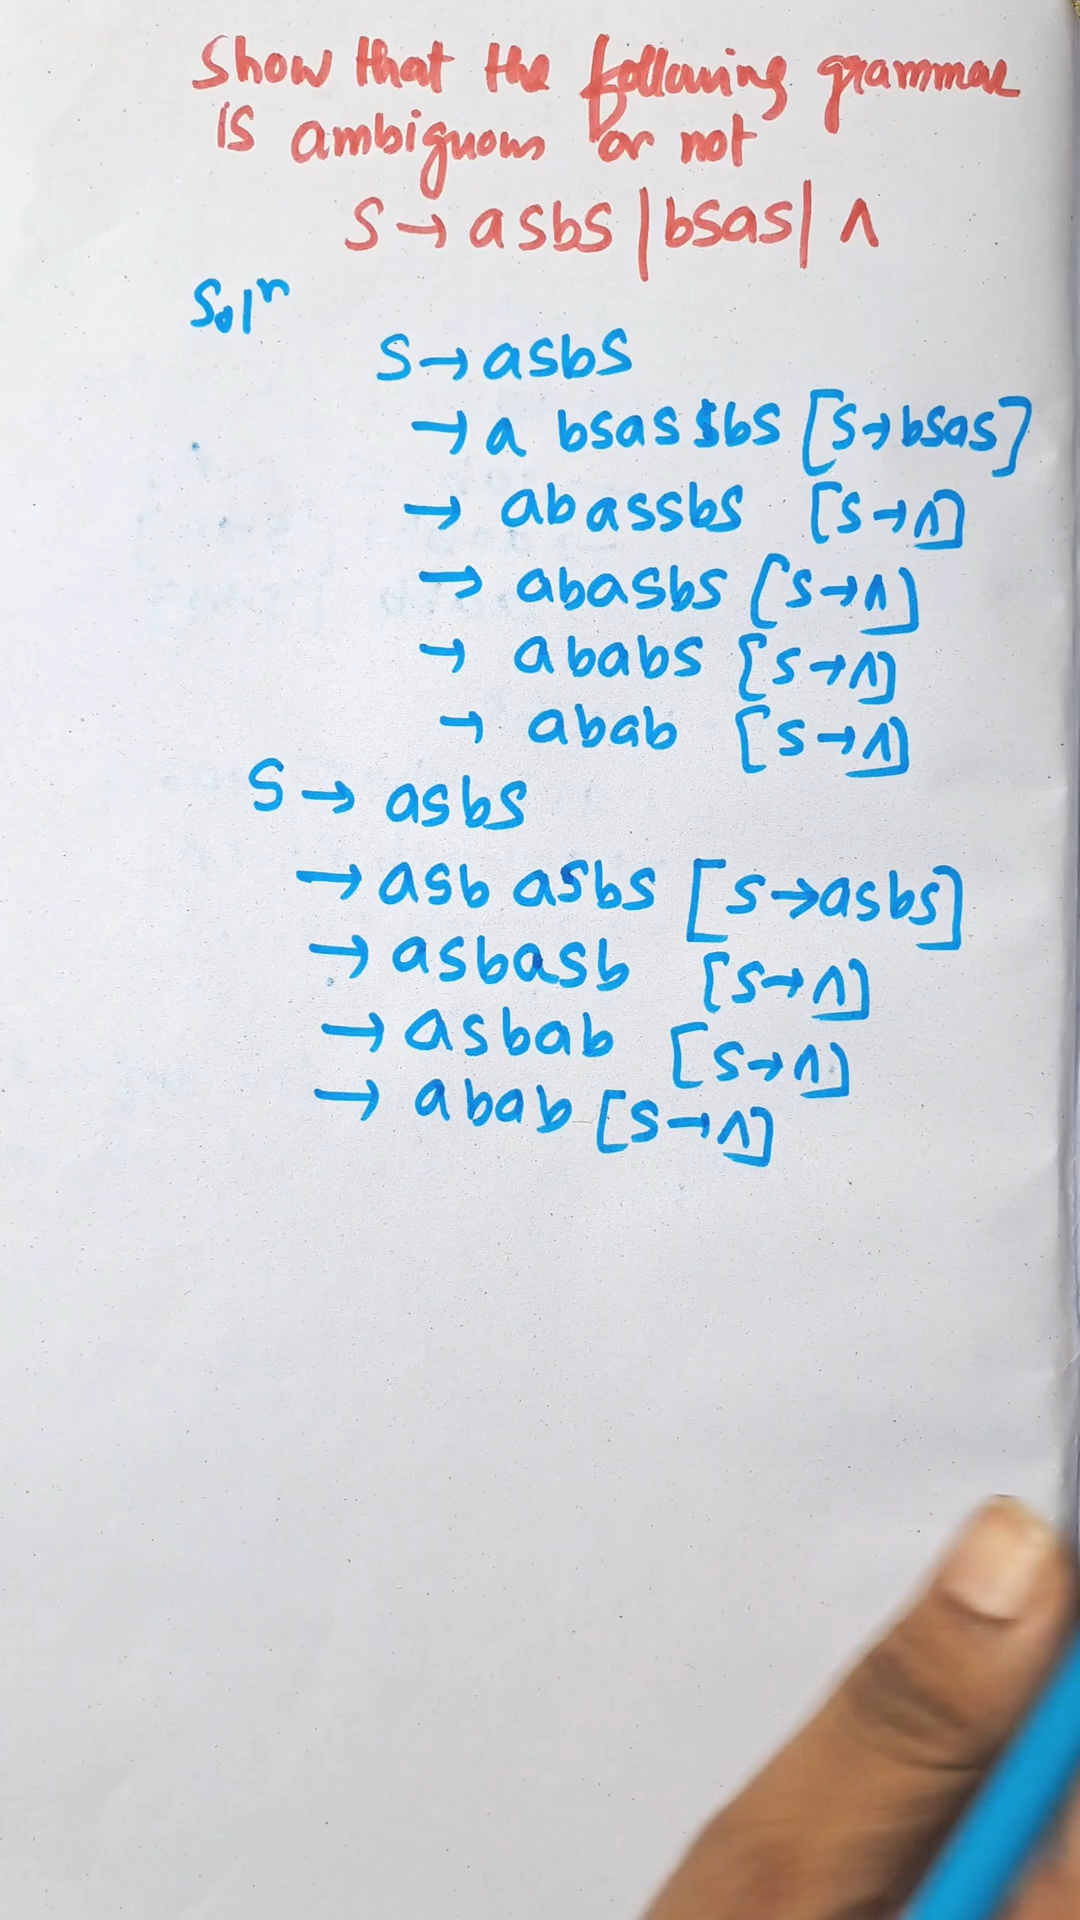 Show that the following grammar
is ambiguous or not
S → asbs | bsas | ∧
Solⁿ
S → asbs
→ a bsas sbs [S → bsas]
→ abassbs [S → ∧]
→ abasbs [S → ∧]
→ ababs [S → ∧]
→ abab [S → ∧]
S → asbs
→ asb asbs [S → asbs]
→ asbasb [S → ∧]
→ asbab [S → ∧]
→ abab [S → ∧]